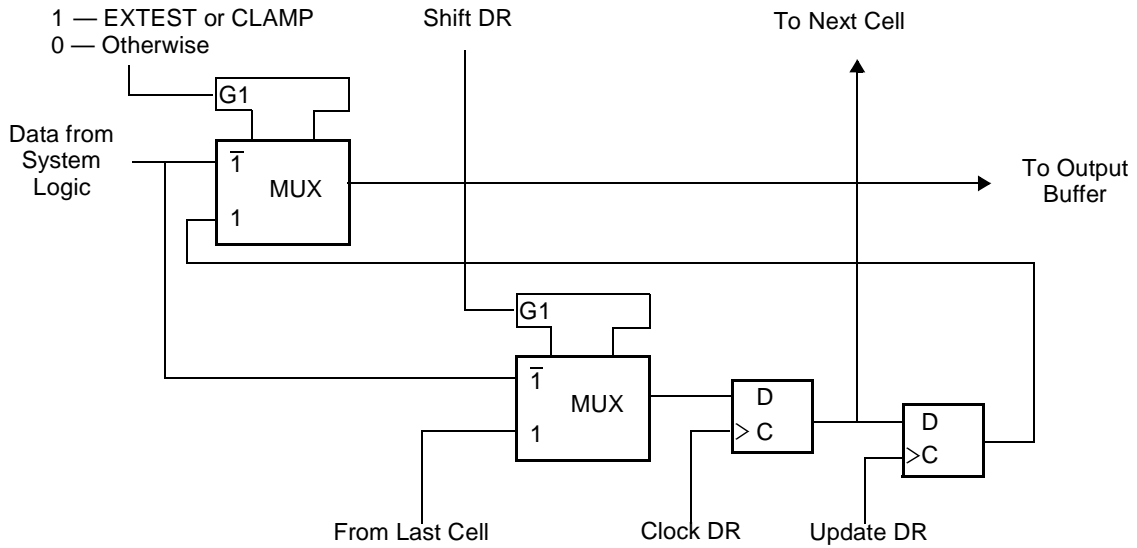 1 — EXTEST or CLAMP
0 — Otherwise
Shift DR
To Next Cell
G1
Data from
System
Logic
1̅
MUX
1
To Output
Buffer
G1
1̅
MUX
1
D
C
D
C
From Last Cell
Clock DR
Update DR